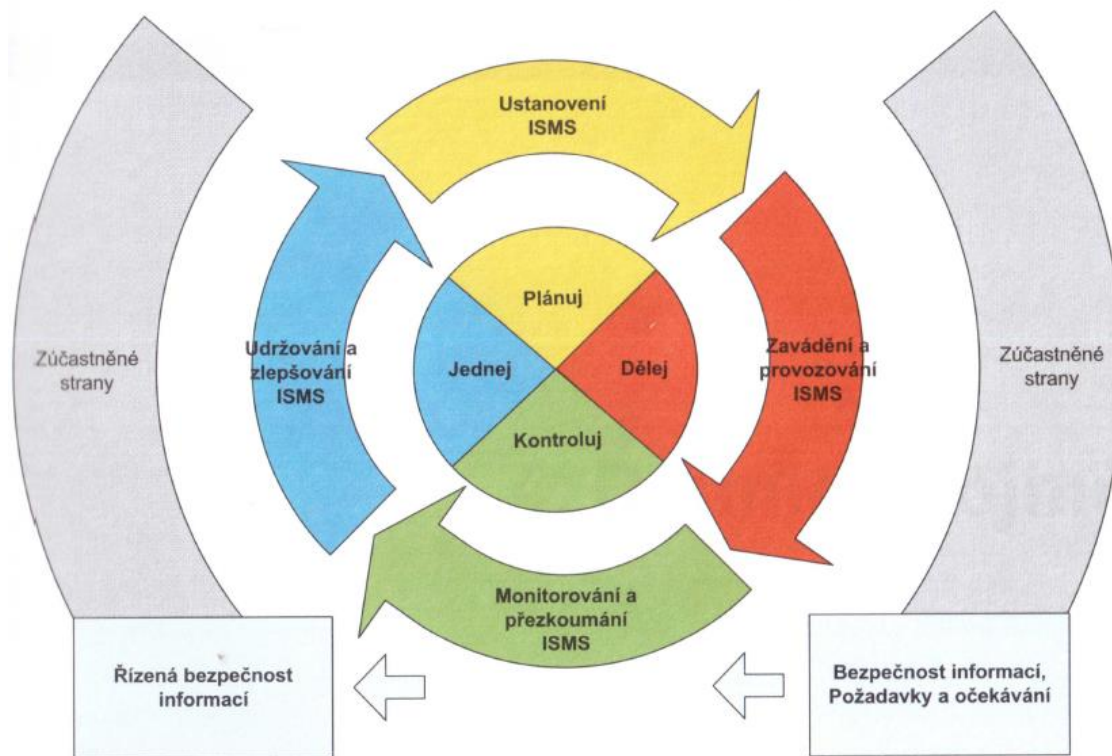 Ustanovení
ISMS
Plánuj
Zúčastněné
strany
Udržování a
zlepšování
ISMS
Jednej
Dělej
Zavádění a
provozování
ISMS
Zúčastněné
strany
Kontroluj
Monitorování a
přezkoumání
ISMS
Řízená bezpečnost
informací
Bezpečnost informací,
Požadavky a očekávání